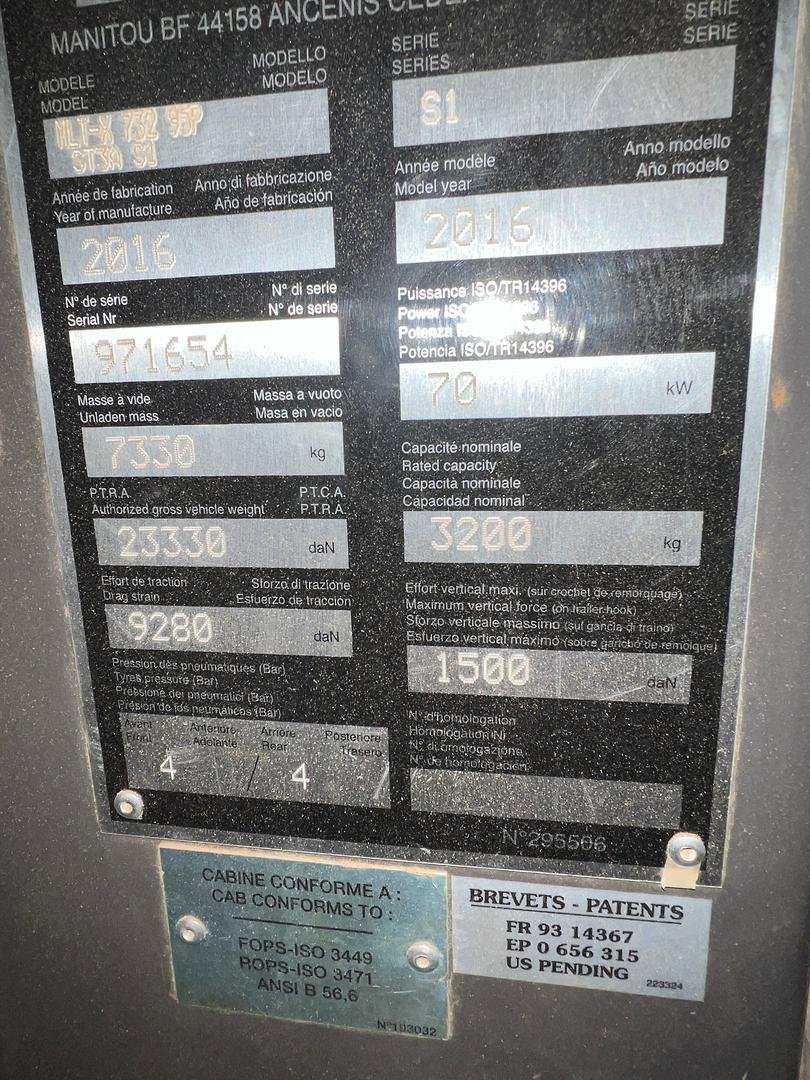 MANITOU BF 44158 ANCENIS
MODÈLE MODELLO
MODEL MODELO
MLT-X 732 95P
ST3A S1
SERIE SERIE
SERIES SERIE
S1
Année de fabrication Anno di fabbricazione
Year of manufacture Año de fabricación
2016
Année modèle Anno modello
Model year Año modelo
2016
N° de série N° di serie
Serial Nr N° de serie
971654
Puissance ISO/TR14396
Power
Potenza
Potencia ISO/TR14396
70 kW
Masse à vide Massa a vuoto
Unladen mass Masa en vacio
7330 kg
Capacité nominale
Rated capacity
Capacità nominale
Capacidad nominal
3200 kg
P.T.R.A. P.T.C.A.
Authorized gross vehicle weight P.T.R.A.
23330 daN
Effort de traction Sforzo di trazione
Drag strain Esfuerzo de tracción
9280 daN
Effort vertical maxi. (sur crochet de remorquage)
Maximum vertical force (on trailer hook)
Sforzo verticale massimo (sul gancia di traino)
Esfuerzo vertical máximo (sobre gancho de remolque)
1500 daN
Pression des pneumatiques (Bar)
Tyres pressure (Bar)
Pressione dei pneumatici (Bar)
Presión de los neumáticos (Bar)
Avant Anteriore Arrière Posteriore
Front Adelante Rear Trasero
4 / 4 /
N° d'homologation
Homologation Nr
N° di omologazione
N° de homologación
N°295506
CABINE CONFORME A :
CAB CONFORMS TO :
FOPS-ISO 3449
ROPS-ISO 3471
ANSI B 56,6
N°103032
BREVETS - PATENTS
FR 93 14367
EP 0 656 315
US PENDING
223324